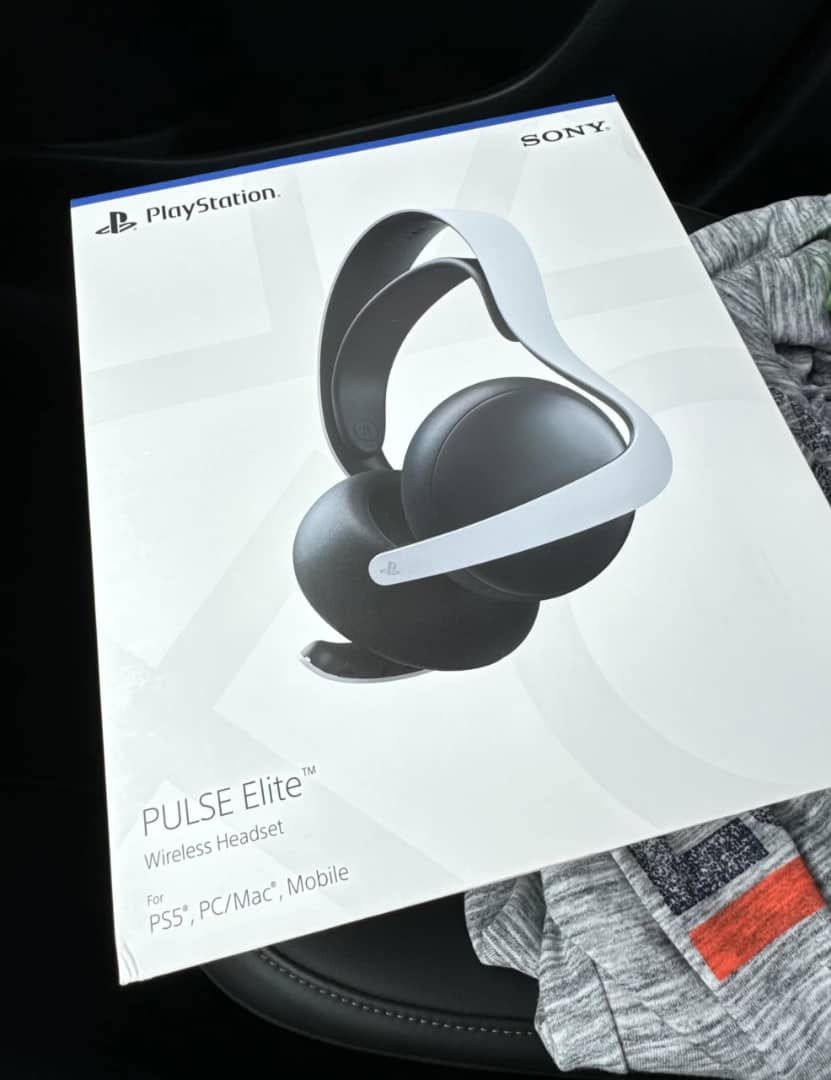 PlayStation®
SONY®
PULSE Elite™
Wireless Headset
For
PS5®, PC/Mac®, Mobile